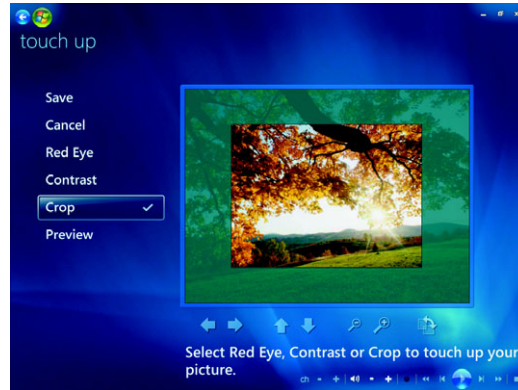 touch up
Save
Cancel
Red Eye
Contrast
Crop
Preview
Select Red Eye, Contrast or Crop to touch up your
picture.
ch - +